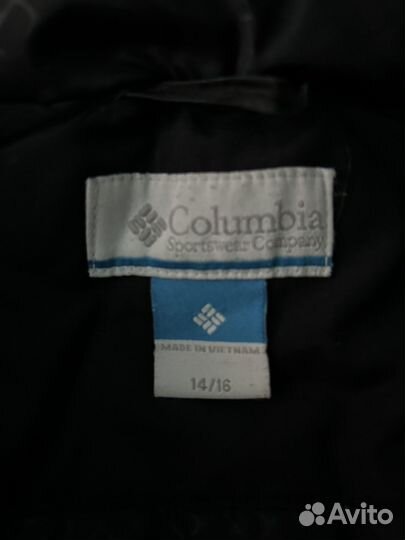 Columbia
Sportswear Company
MADE IN VIETNAM
14/16
Avito